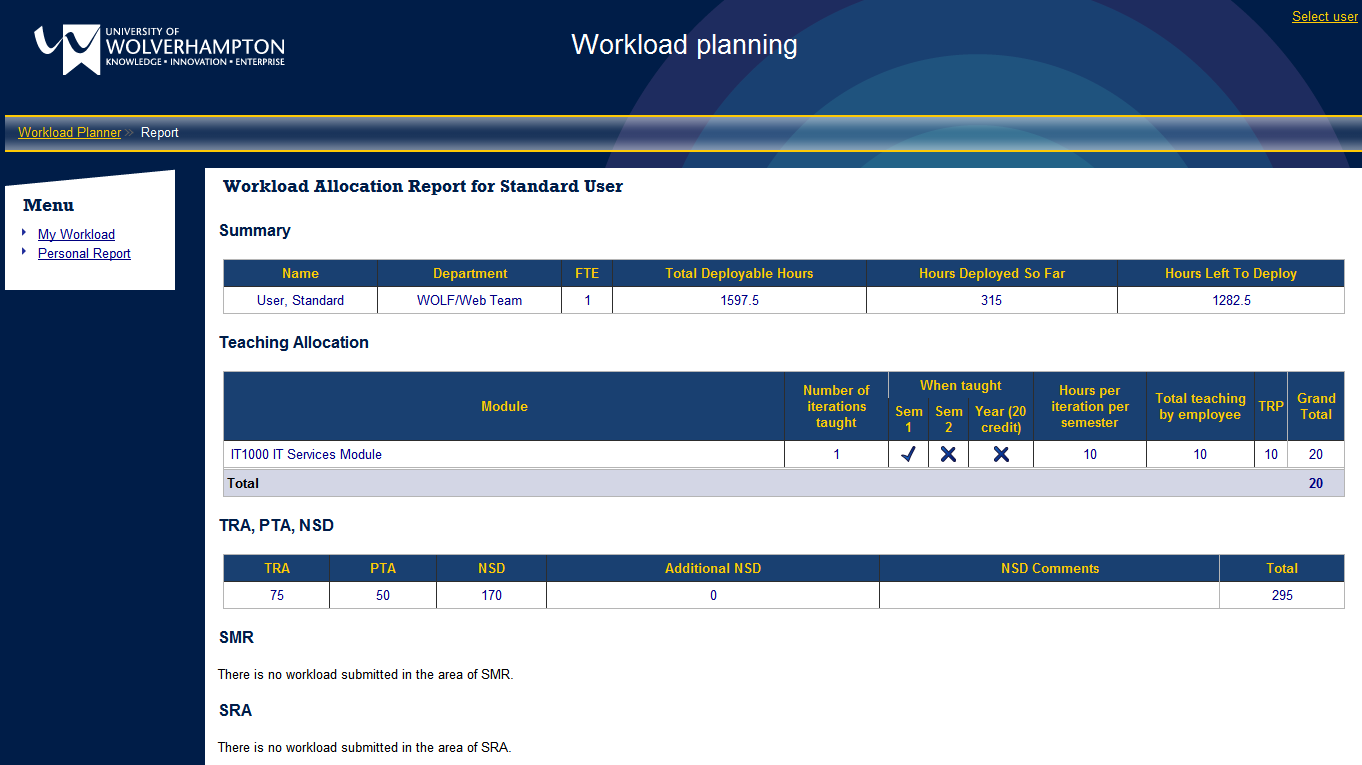 Select user
UNIVERSITY OF
WOLVERHAMPTON
KNOWLEDGE • INNOVATION • ENTERPRISE
Workload planning
Workload Planner » Report
Menu
My Workload
Personal Report
Workload Allocation Report for Standard User
Summary
Name Department FTE Total Deployable Hours Hours Deployed So Far Hours Left To Deploy
User, Standard WOLF/Web Team 1 1597.5 315 1282.5
Teaching Allocation
Module Number of iterations taught When taught Sem 1 Sem 2 Year (20 credit) Hours per iteration per semester Total teaching by employee TRP Grand Total
IT1000 IT Services Module 1 ✓ ✗ ✗ 10 10 10 20
Total 20
TRA, PTA, NSD
TRA PTA NSD Additional NSD NSD Comments Total
75 50 170 0 295
SMR
There is no workload submitted in the area of SMR.
SRA
There is no workload submitted in the area of SRA.